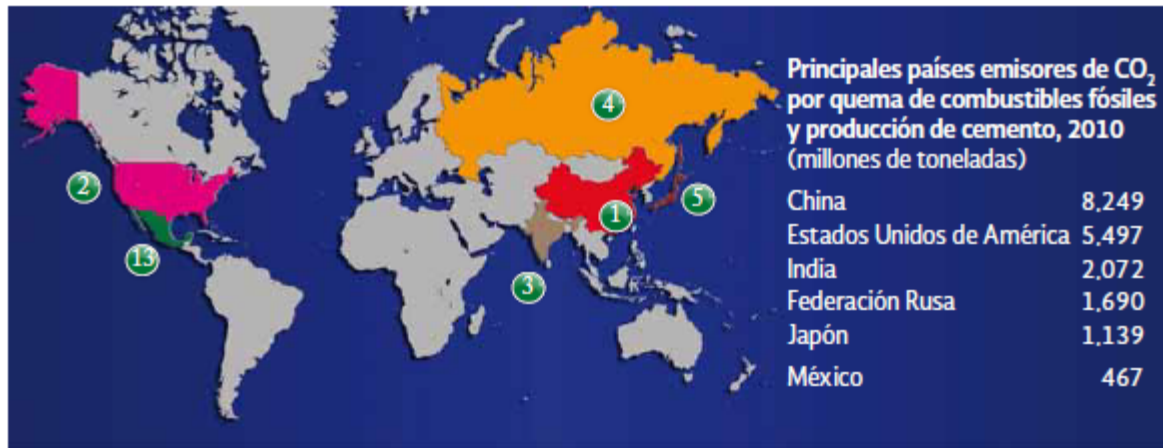 Principales países emisores de CO₂
por quema de combustibles fósiles
y producción de cemento, 2010
(millones de toneladas)
China 8,249
Estados Unidos de América 5,497
India 2,072
Federación Rusa 1,690
Japón 1,139
México 467
4
2
5
1
13
3